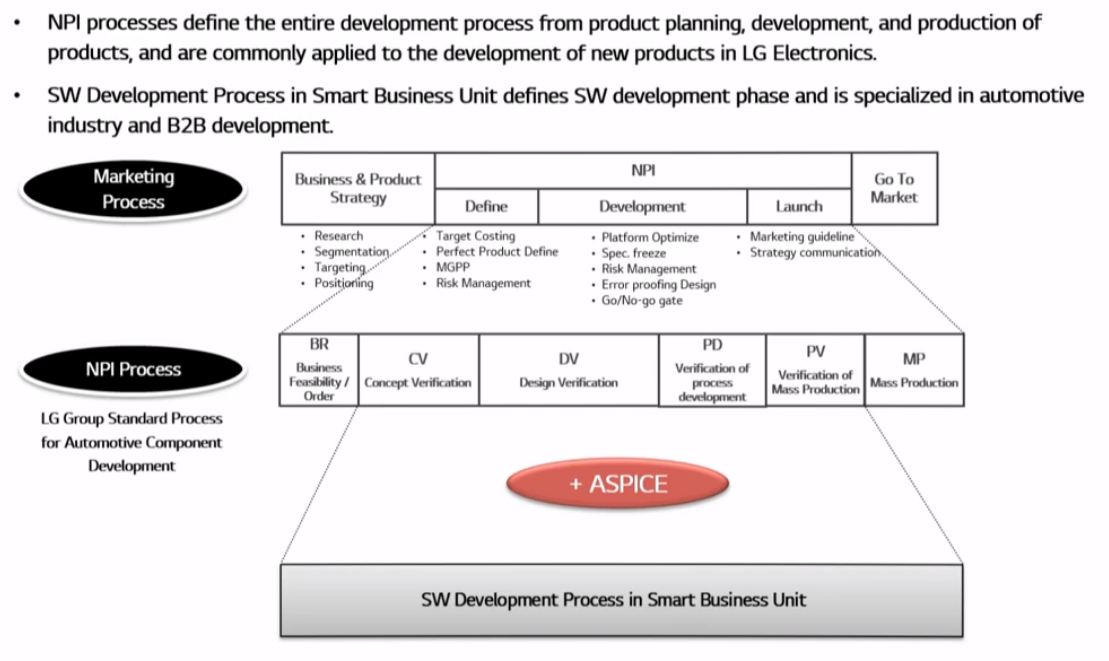 • NPI processes define the entire development process from product planning, development, and production of
products, and are commonly applied to the development of new products in LG Electronics.
• SW Development Process in Smart Business Unit defines SW development phase and is specialized in automotive
industry and B2B development.
Marketing
Process
Business & Product
Strategy
NPI
Define
Development
Launch
Go To
Market
• Research
• Segmentation
• Targeting
• Positioning
• Target Costing
• Perfect Product Define
• MGPP
• Risk Management
• Platform Optimize
• Spec. freeze
• Risk Management
• Error proofing Design
• Go/No-go gate
• Marketing guideline
• Strategy communication
NPI Process
LG Group Standard Process
for Automotive Component
Development
BR
Business
Feasibility /
Order
CV
Concept Verification
DV
Design Verification
PD
Verification of
process
development
PV
Verification of
Mass Production
MP
Mass Production
+ ASPICE
SW Development Process in Smart Business Unit